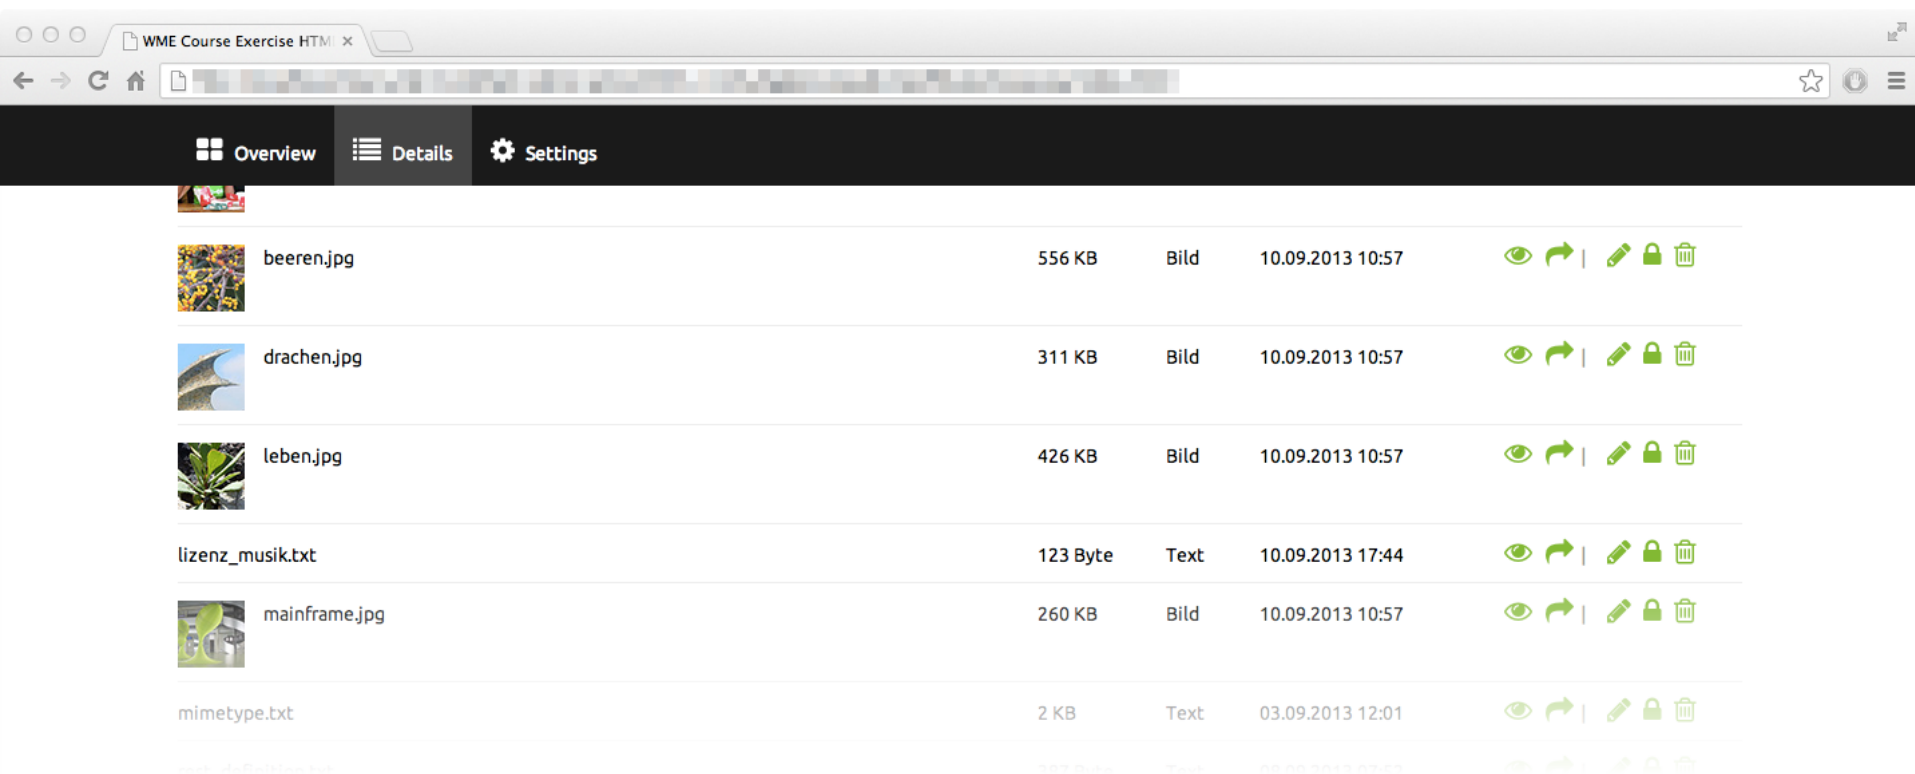 WME Course Exercise HTM
Overview Details Settings
beeren.jpg 556 KB Bild 10.09.2013 10:57 |
drachen.jpg 311 KB Bild 10.09.2013 10:57 |
leben.jpg 426 KB Bild 10.09.2013 10:57 |
lizenz_musik.txt 123 Byte Text 10.09.2013 17:44 |
mainframe.jpg 260 KB Bild 10.09.2013 10:57 |
mimetype.txt 2 KB Text 03.09.2013 12:01 |